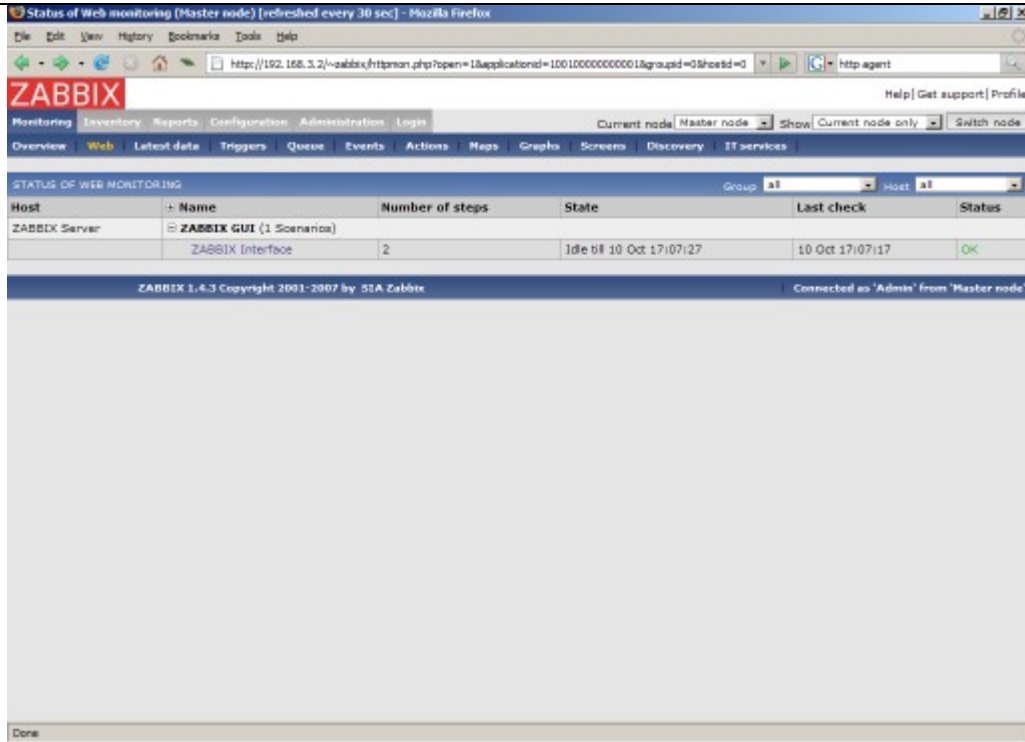 Status of Web monitoring (Master node) [refreshed every 30 sec] - Mozilla Firefox
File Edit View History Bookmarks Tools Help
http://192.168.3.2/~zabbix/httpmon.php?open=1&applicationid=100100000000001&groupid=0&hostid=0 http agent
ZABBIX
Help | Get support | Profile
Monitoring Inventory Reports Configuration Administration Login Current node Master node Show Current node only Switch node
Overview Web Latest data Triggers Queue Events Actions Maps Graphs Screens Discovery IT services
STATUS OF WEB MONITORING Group all Host all
Host Name Number of steps State Last check Status
ZABBIX Server ZABBIX GUI (1 Scenarios)
ZABBIX Interface 2 Idle till 10 Oct 17:07:27 10 Oct 17:07:17 OK
ZABBIX 1.4.3 Copyright 2001-2007 by SIA Zabbix Connected as 'Admin' from 'Master node'
Done